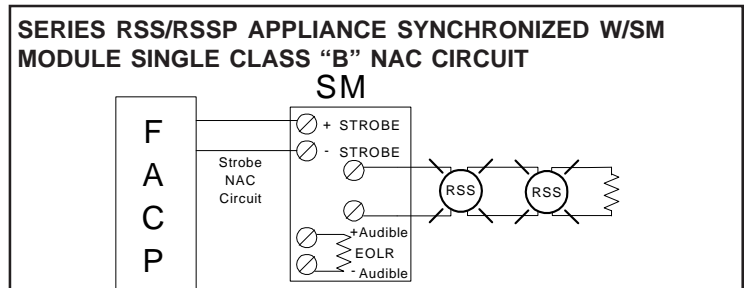 SERIES RSS/RSSP APPLIANCE SYNCHRONIZED W/SM
MODULE SINGLE CLASS “B” NAC CIRCUIT
SM
F
A
C
P
Strobe
NAC
Circuit
+ STROBE
- STROBE
RSS
RSS
+Audible
EOLR
- Audible